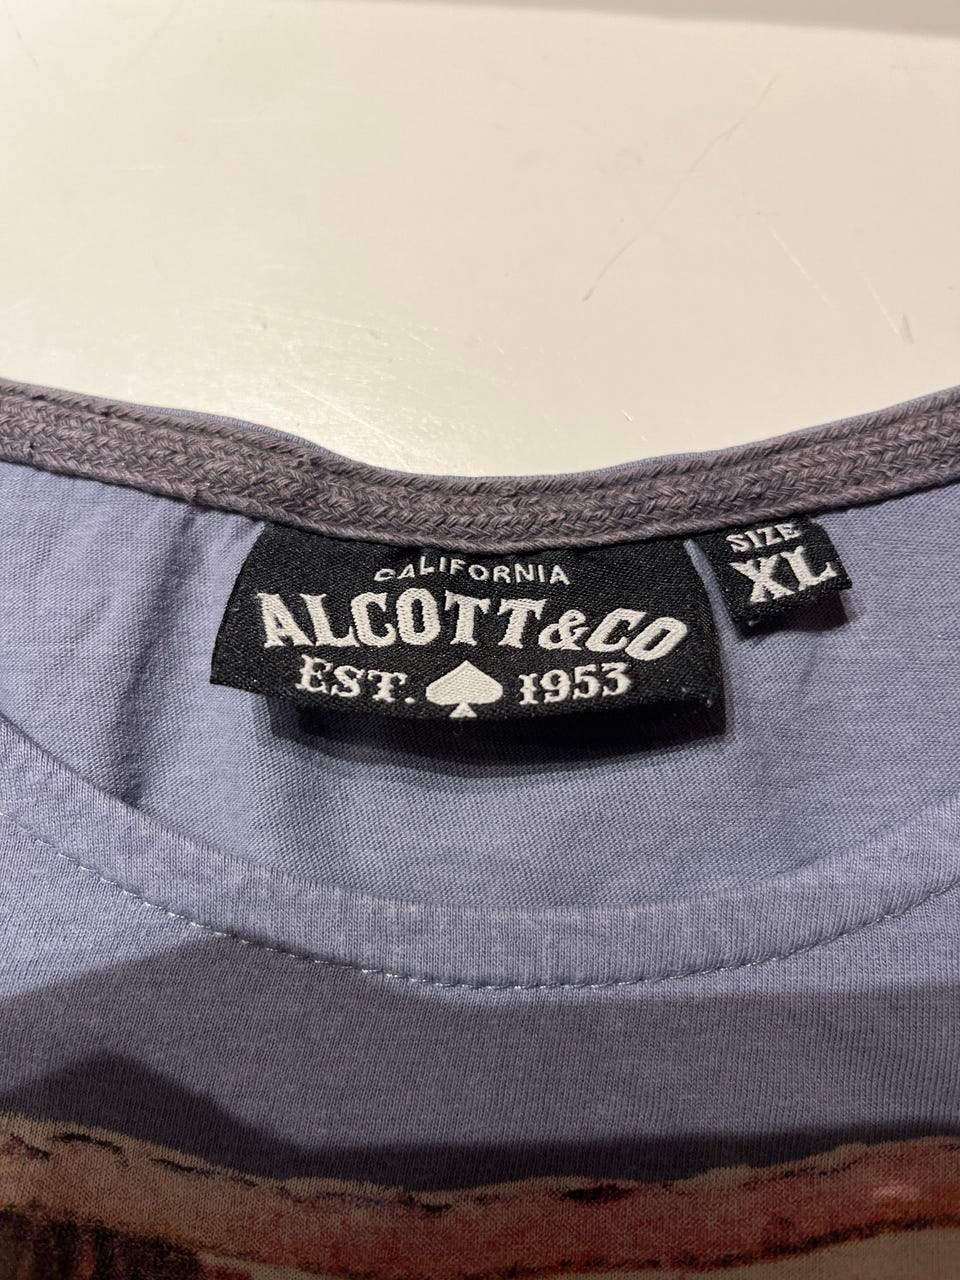 CALIFORNIA
ALCOTT&CO
EST. 1953
SIZE
XL